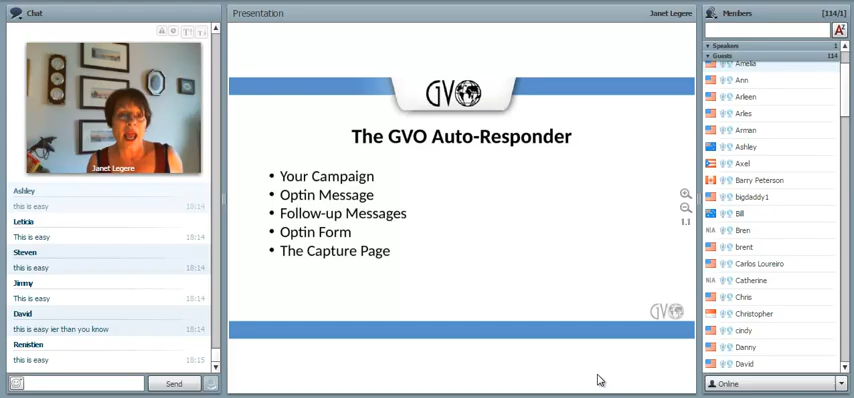 Chat
Janet Legere
Ashley
this is easy 18:14
Leticia
This is easy 18:14
Steven
this is easy 18:14
Jimmy
This is easy 18:14
David
this is easy ier than you know 18:14
Renistien
this is easy 18:15
Send
Presentation Janet Legere
GVO
The GVO Auto-Responder
• Your Campaign
• Optin Message
• Follow-up Messages
• Optin Form
• The Capture Page
GVO
1.1
Members [114/1]
AZ
Speakers 1
Guests 114
Amelia
Ann
Arleen
Arles
Arman
Ashley
Axel
Barry Peterson
bigdaddy1
Bill
N/A Bren
brent
Carlos Loureiro
N/A Catherine
Chris
Christopher
cindy
Danny
David
Online